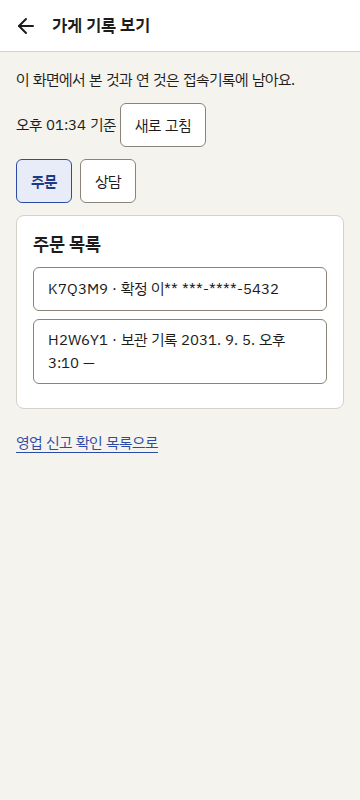 가게 기록 보기
이 화면에서 본 것과 연 것은 접속기록에 남아요.
오후 01:34 기준 새로 고침
주문 상담
주문 목록
K7Q3M9 · 확정 이** ***-****-5432
H2W6Y1 · 보관 기록 2031. 9. 5. 오후
3:10 —
영업 신고 확인 목록으로